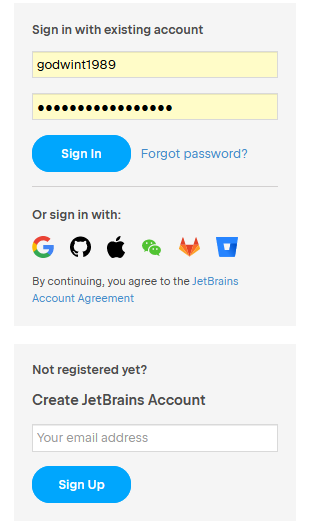 Sign in with existing account
godwint1989
•••••••••••••••••
Sign In
Forgot password?
Or sign in with:
By continuing, you agree to the JetBrains
Account Agreement
Not registered yet?
Create JetBrains Account
Your email address
Sign Up